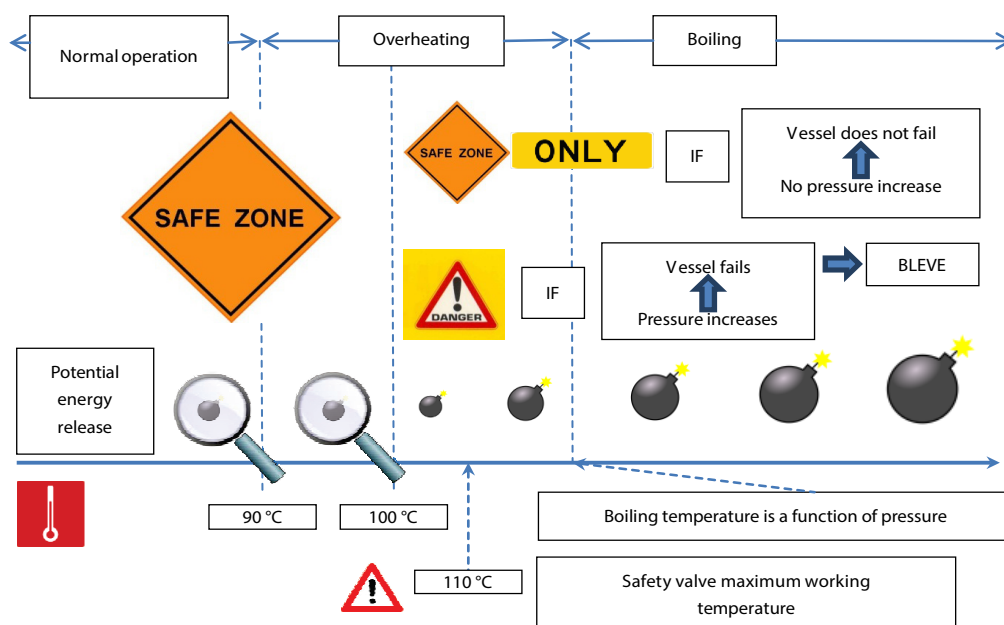 Normal operation
Overheating
Boiling
SAFE ZONE
SAFE ZONE
ONLY
IF
Vessel does not fail
No pressure increase
DANGER
IF
Vessel fails
Pressure increases
BLEVE
Potential
energy
release
90 °C
100 °C
Boiling temperature is a function of pressure
110 °C
Safety valve maximum working
temperature